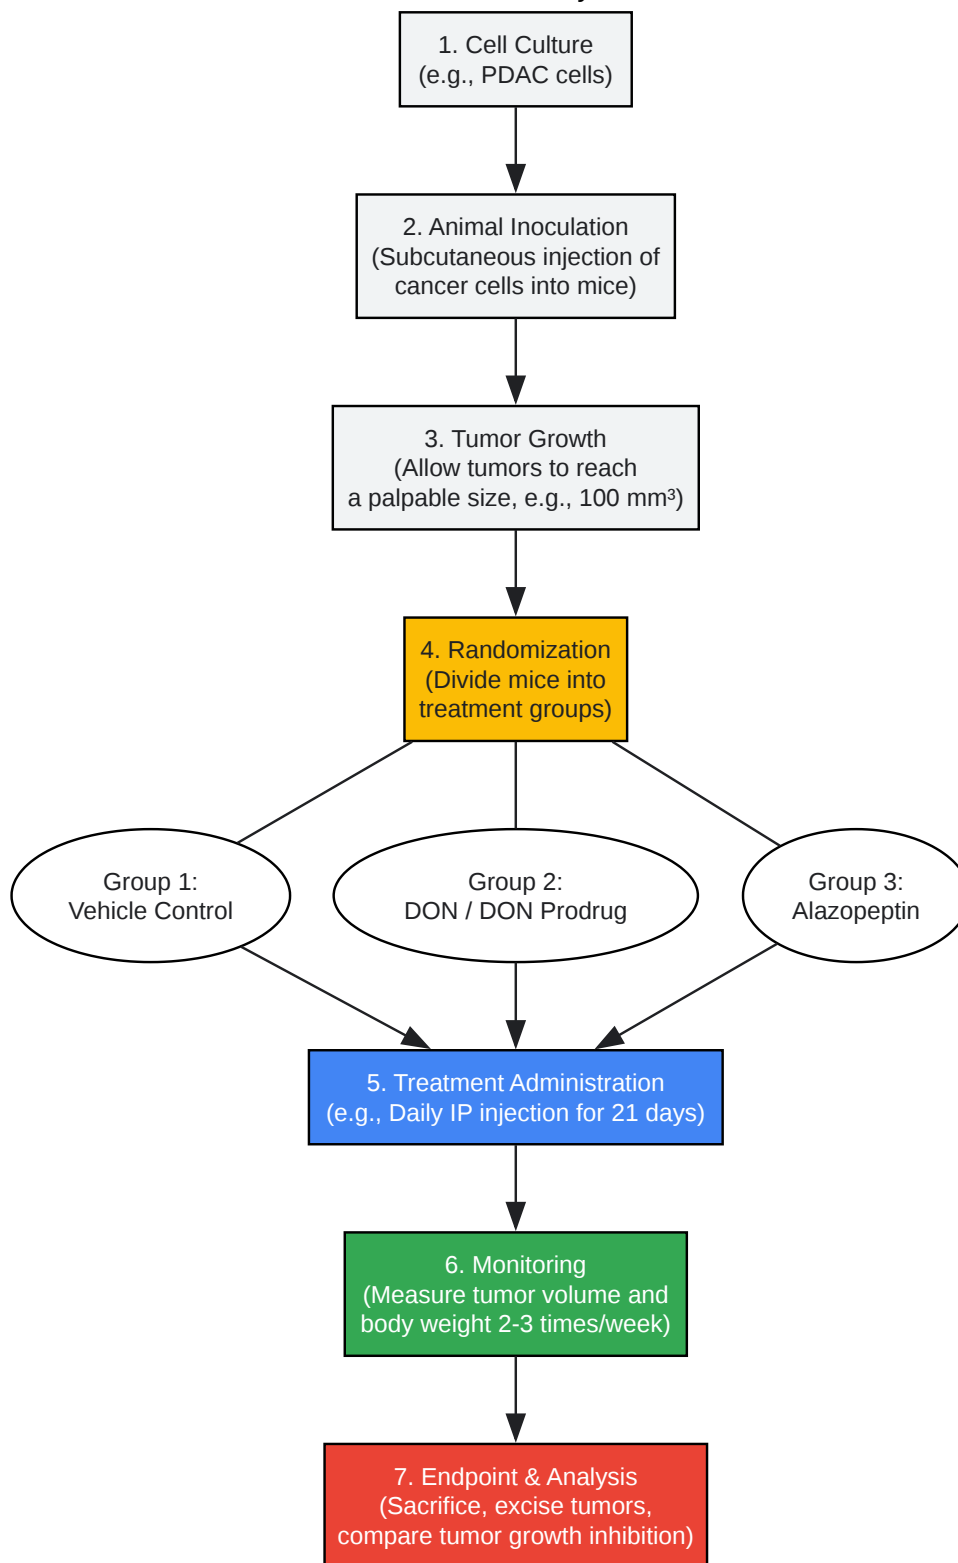 1. Cell Culture
(e.g., PDAC cells)
2. Animal Inoculation
(Subcutaneous injection of
cancer cells into mice)
3. Tumor Growth
(Allow tumors to reach
a palpable size, e.g., 100 mm³)
4. Randomization
(Divide mice into
treatment groups)
Group 1:
Vehicle Control
Group 2:
DON / DON Prodrug
Group 3:
Alazopeptin
5. Treatment Administration
(e.g., Daily IP injection for 21 days)
6. Monitoring
(Measure tumor volume and
body weight 2-3 times/week)
7. Endpoint & Analysis
(Sacrifice, excise tumors,
compare tumor growth inhibition)